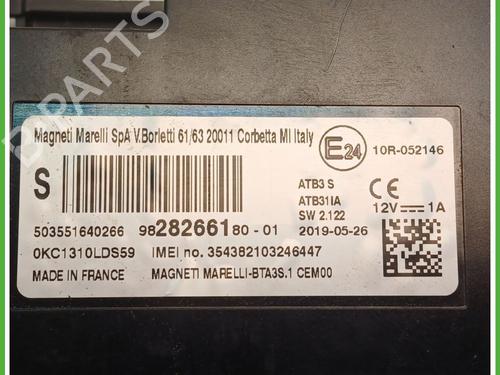 B-PARTS
Magneti Marelli SpA V.Borletti 61/63 20011 Corbetta MI Italy
E24
10R-052146
S
ATB3 S
ATB31IA
SW 2.122
CE
12V 1A
503551640266
9828266180-01
2019-05-26
0KC1310LDS59
IMEI no. 354382103246447
MADE IN FRANCE
MAGNETI MARELLI-BTA3S.1 CEM00